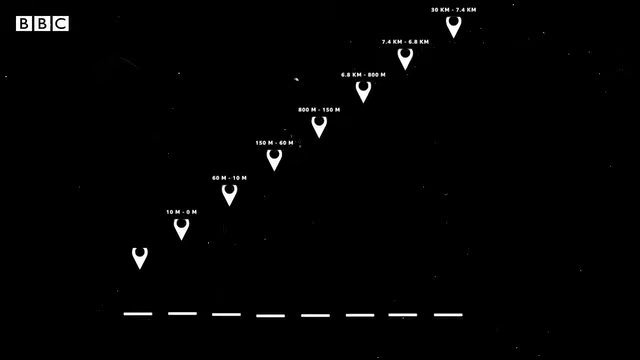 BBC
30 KM - 7.4 KM
7.4 KM - 6.8 KM
6.8 KM - 800 M
800 M - 150 M
150 M - 60 M
60 M - 10 M
10 M - 0 M